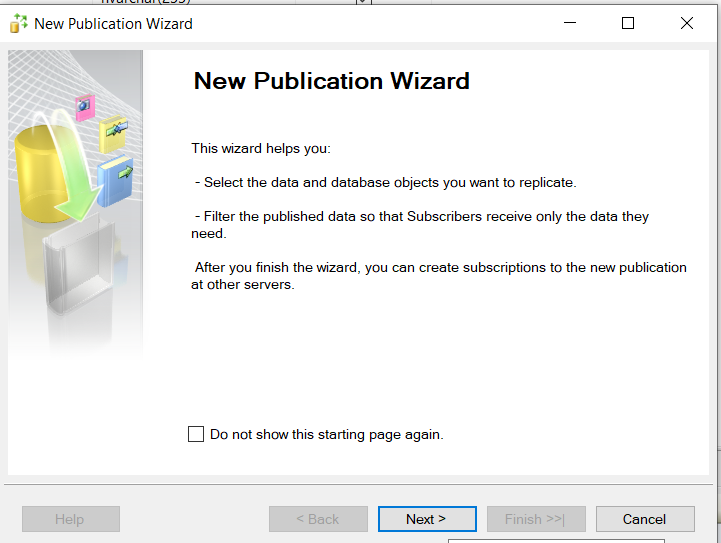 nvarchar(255)
New Publication Wizard
New Publication Wizard
This wizard helps you:
- Select the data and database objects you want to replicate.
- Filter the published data so that Subscribers receive only the data they
need.
After you finish the wizard, you can create subscriptions to the new publication
at other servers.
Do not show this starting page again.
Help
< Back
Next >
Finish >>|
Cancel